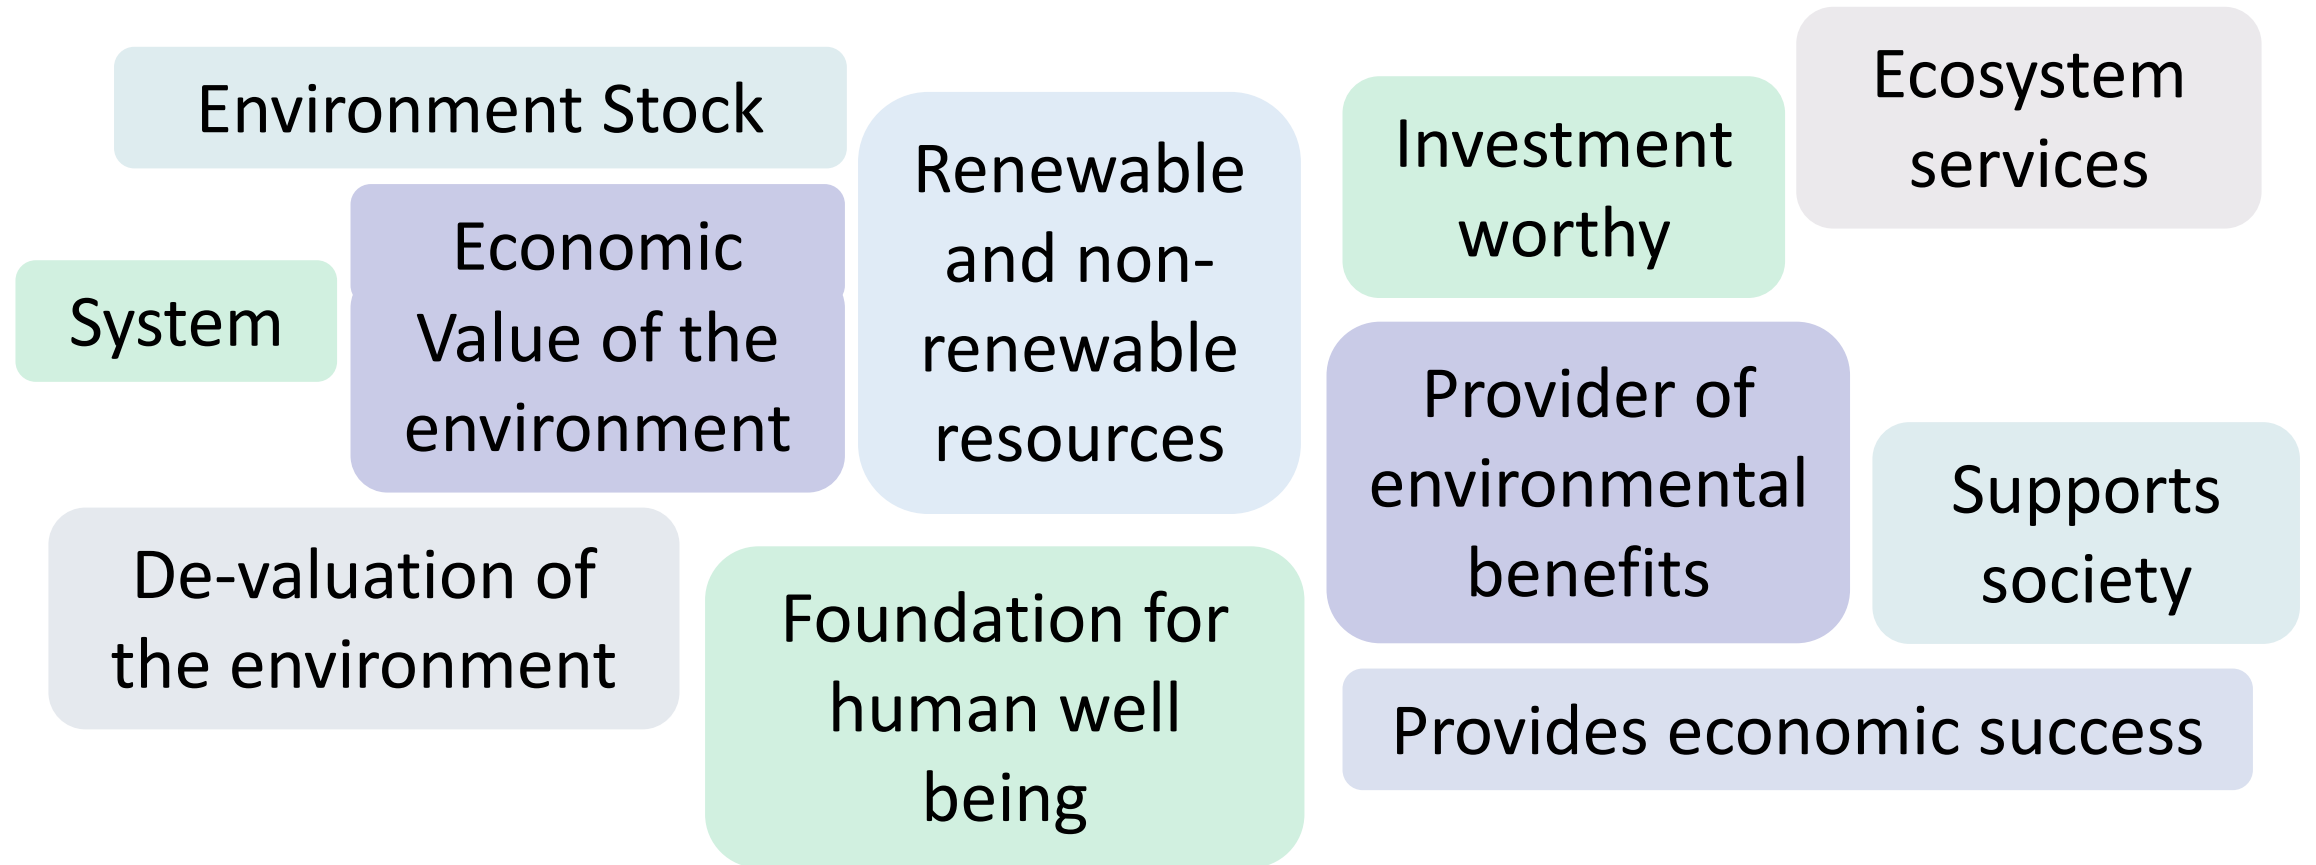 Environment Stock
System
Economic
Value of the
environment
De-valuation of
the environment
Renewable
and non-
renewable
resources
Foundation for
human well
being
Investment
worthy
Ecosystem
services
Provider of
environmental
benefits
Supports
society
Provides economic success